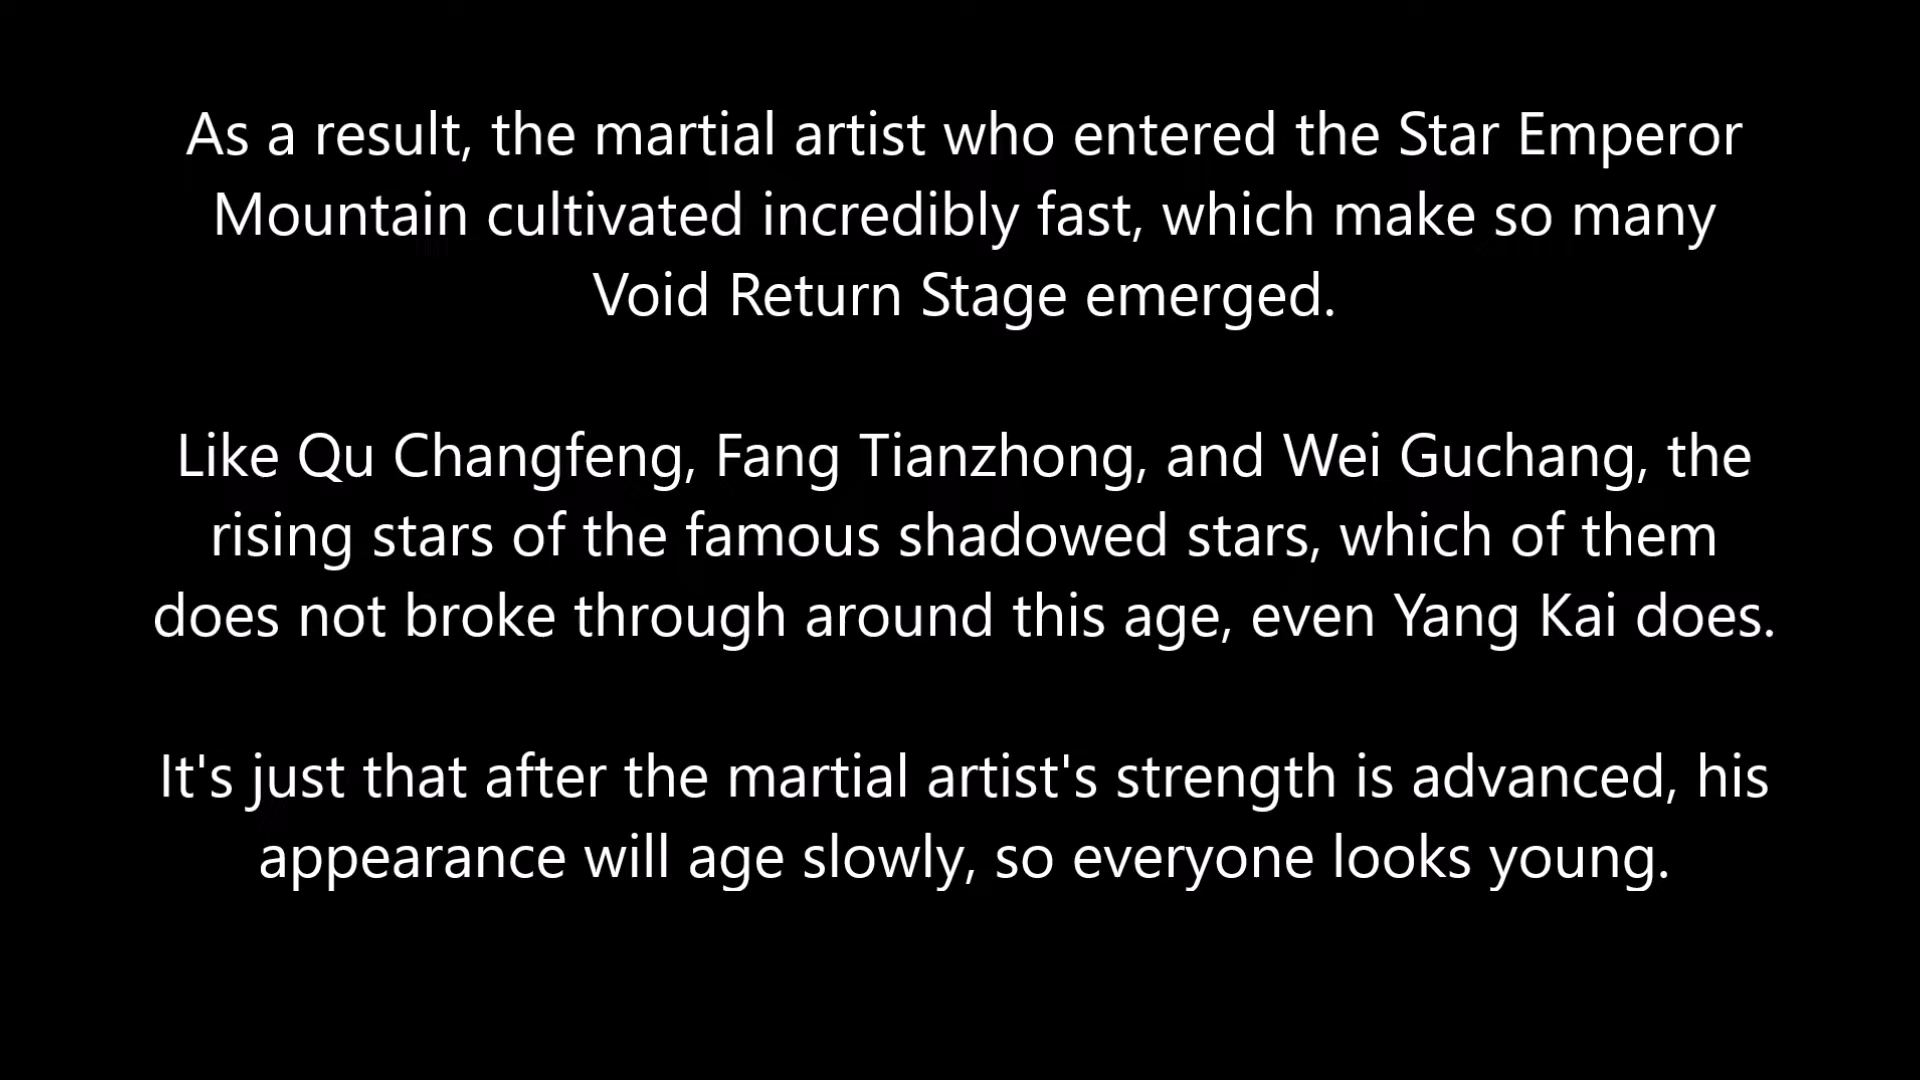 As a result, the martial artist who entered the Star Emperor
Mountain cultivated incredibly fast, which make so many
Void Return Stage emerged.
Like Qu Changfeng, Fang Tianzhong, and Wei Guchang, the
rising stars of the famous shadowed stars, which of them
does not broke through around this age, even Yang Kai does.
It's just that after the martial artist's strength is advanced, his
appearance will age slowly, so everyone looks young.